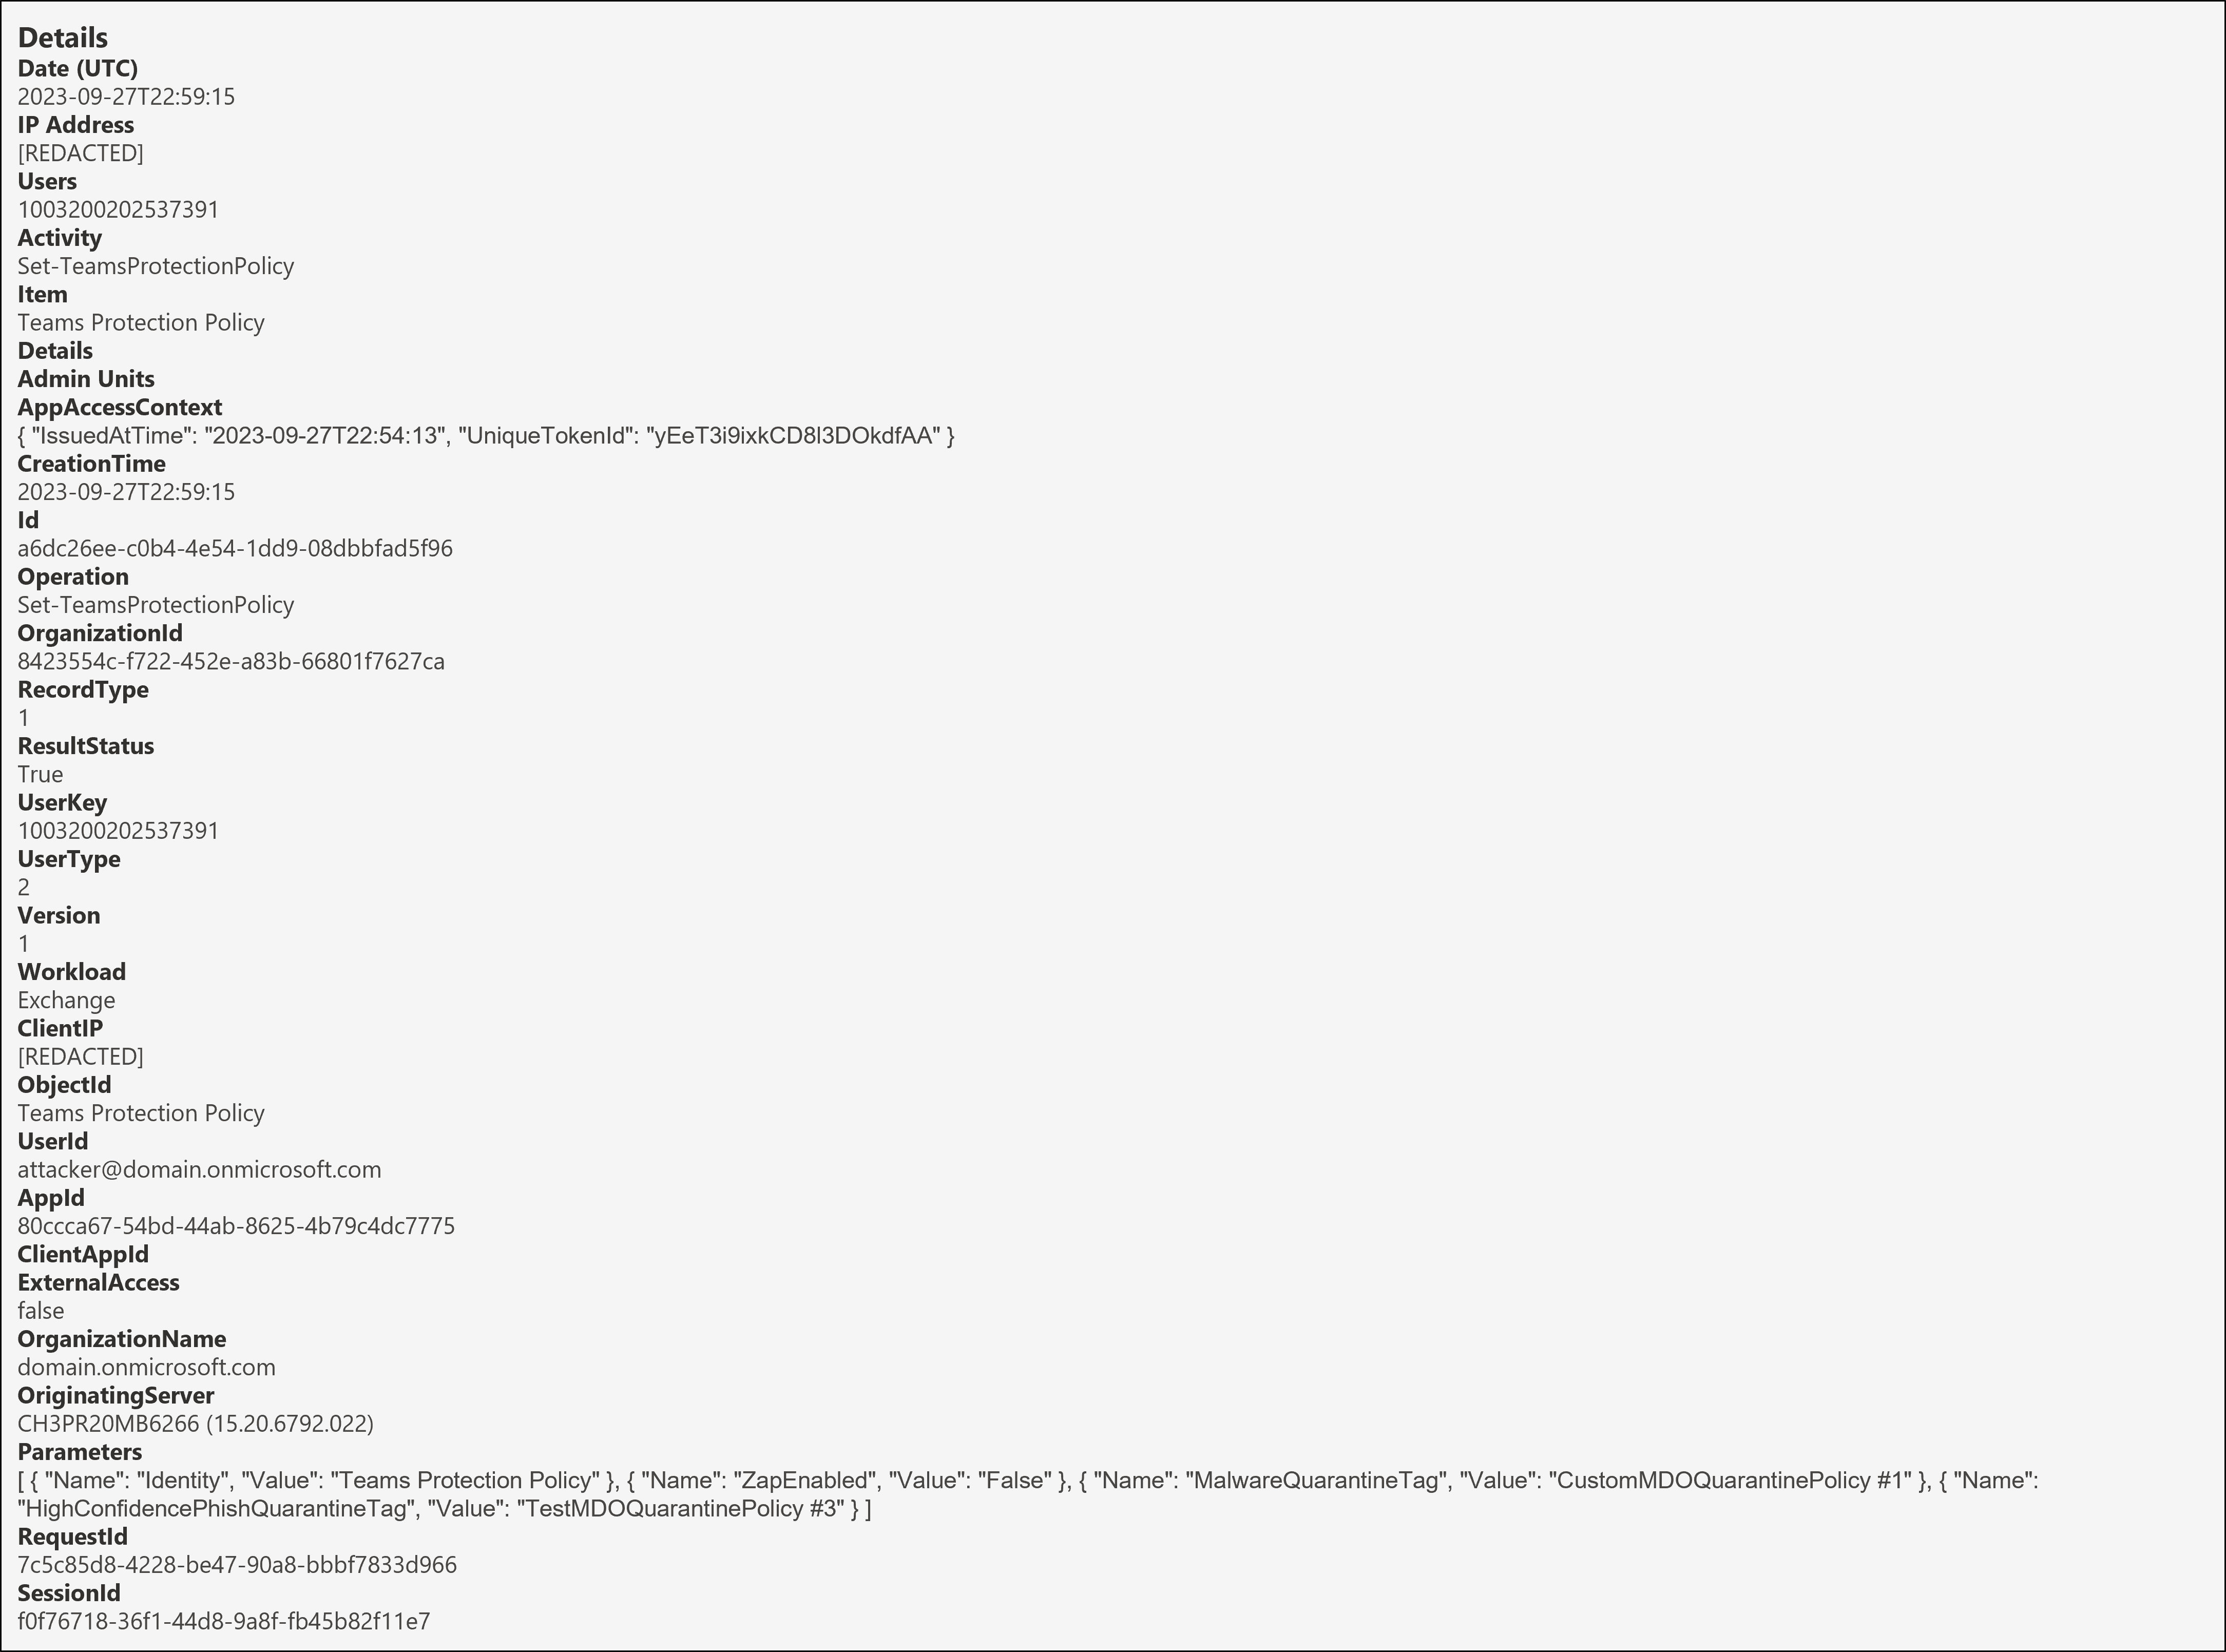 Details
Date (UTC)
2023-09-27T22:59:15
IP Address
[REDACTED]
Users
1003200202537391
Activity
Set-TeamsProtectionPolicy
Item
Teams Protection Policy
Details
Admin Units
AppAccessContext
{ "IssuedAtTime": "2023-09-27T22:54:13", "UniqueTokenId": "yEeT3i9ixkCD8l3DOkdfAA" }
CreationTime
2023-09-27T22:59:15
Id
a6dc26ee-c0b4-4e54-1dd9-08dbbfad5f96
Operation
Set-TeamsProtectionPolicy
OrganizationId
8423554c-f722-452e-a83b-66801f7627ca
RecordType
1
ResultStatus
True
UserKey
1003200202537391
UserType
2
Version
1
Workload
Exchange
ClientIP
[REDACTED]
ObjectId
Teams Protection Policy
UserId
attacker@domain.onmicrosoft.com
AppId
80ccca67-54bd-44ab-8625-4b79c4dc7775
ClientAppId
ExternalAccess
false
OrganizationName
domain.onmicrosoft.com
OriginatingServer
CH3PR20MB6266 (15.20.6792.022)
Parameters
[ { "Name": "Identity", "Value": "Teams Protection Policy" }, { "Name": "ZapEnabled", "Value": "False" }, { "Name": "MalwareQuarantineTag", "Value": "CustomMDOQuarantinePolicy #1" }, { "Name":
"HighConfidencePhishQuarantineTag", "Value": "TestMDOQuarantinePolicy #3" } ]
RequestId
7c5c85d8-4228-be47-90a8-bbbf7833d966
SessionId
f0f76718-36f1-44d8-9a8f-fb45b82f11e7